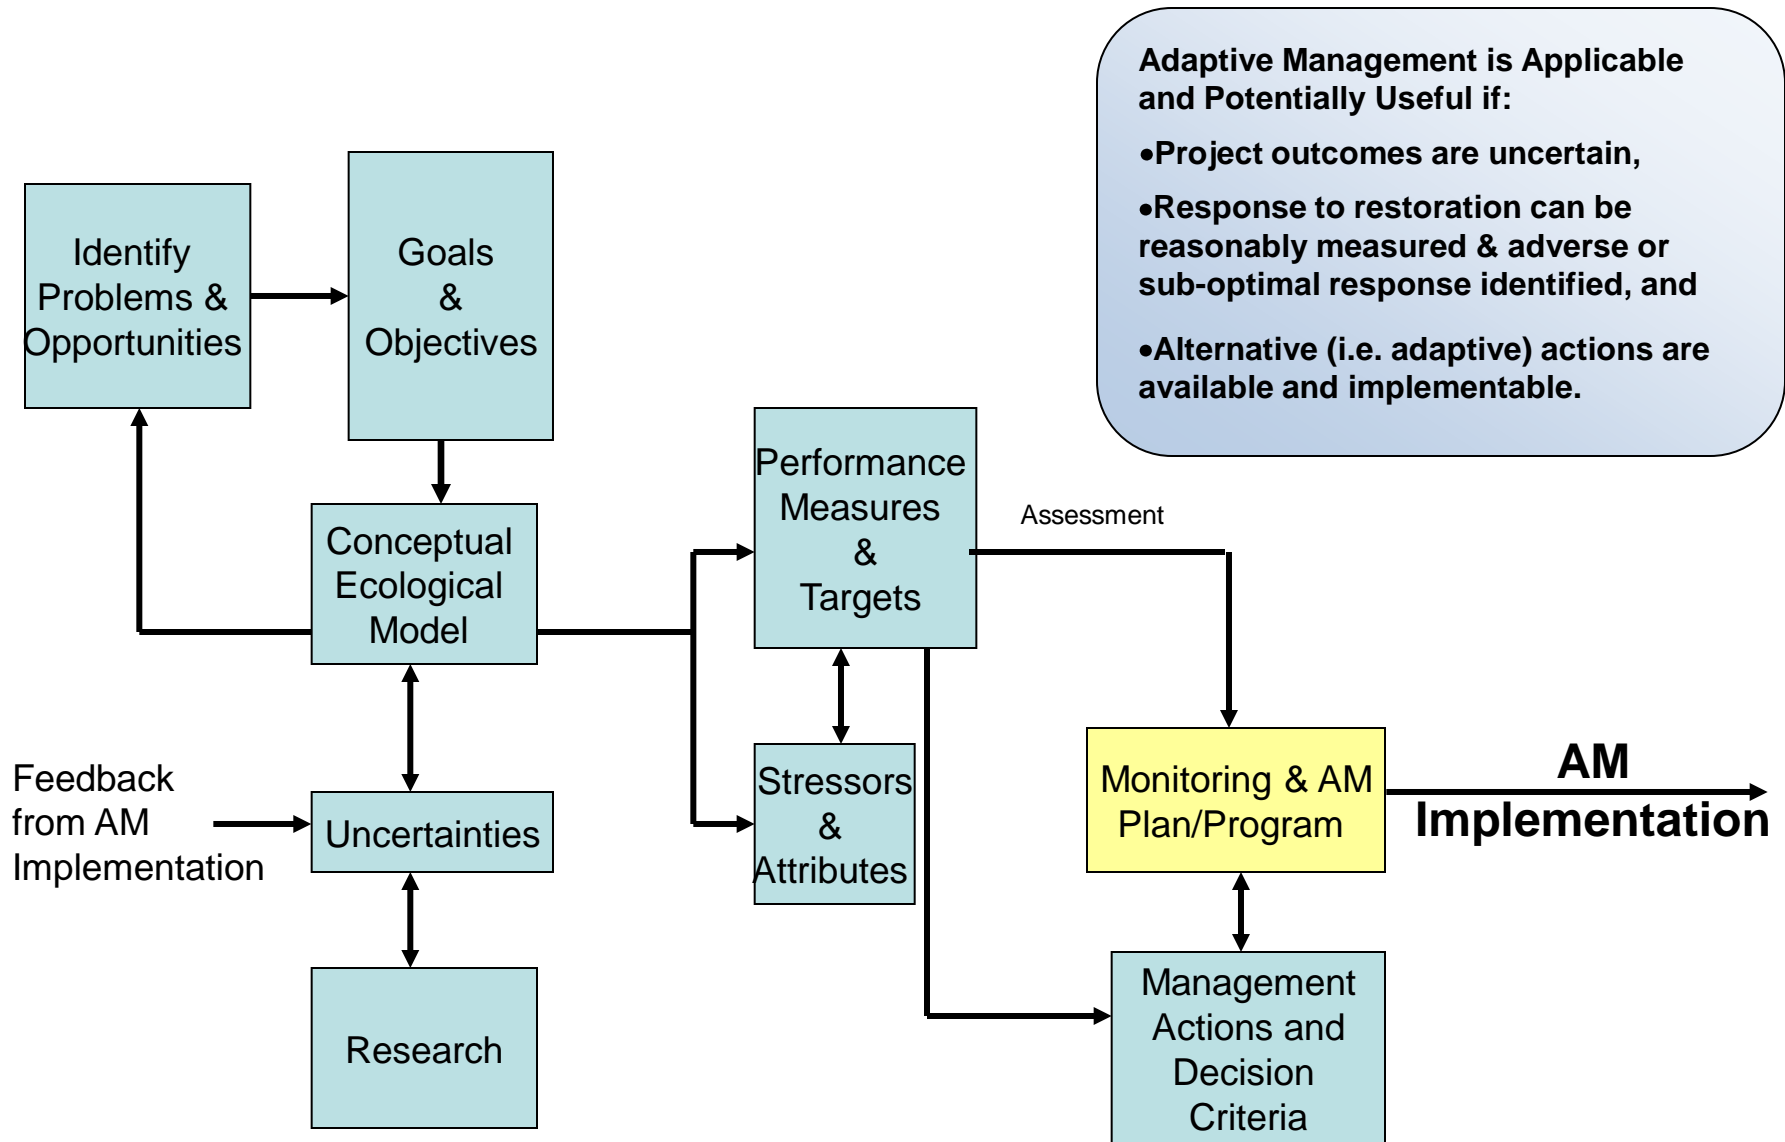 Adaptive Management is Applicable
and Potentially Useful if:
•Project outcomes are uncertain,
•Response to restoration can be
reasonably measured & adverse or
sub-optimal response identified, and
•Alternative (i.e. adaptive) actions are
available and implementable.
Identify
Problems &
Opportunities
Goals
&
Objectives
Conceptual
Ecological
Model
Performance
Measures
&
Targets
Assessment
Feedback
from AM
Implementation
Uncertainties
Stressors
&
Attributes
Monitoring & AM
Plan/Program
AM
Implementation
Research
Management
Actions and
Decision
Criteria